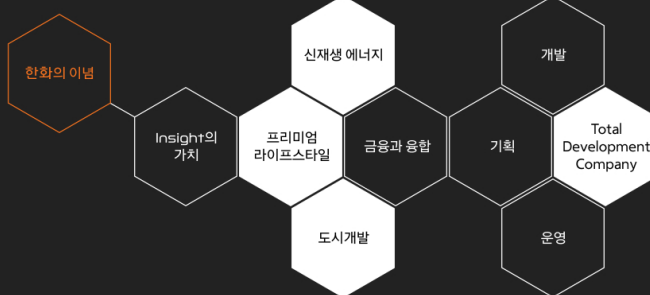 한화의 이념
Insight의
가치
신재생 에너지
프리미엄
라이프스타일
도시개발
금융과 융합
기획
개발
운영
Total
Development
Company